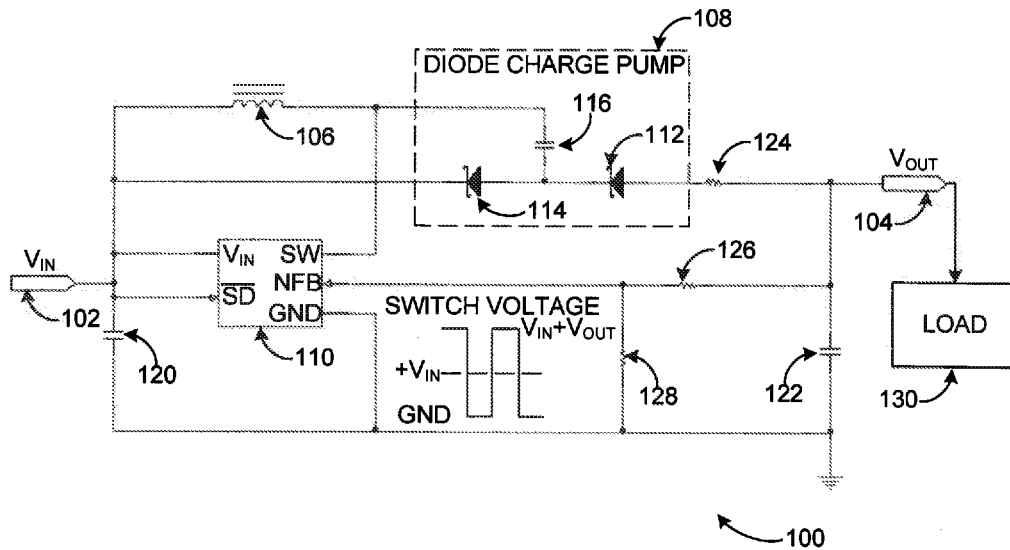 108
DIODE CHARGE PUMP
116
112
106
124
V_OUT
114
104
V_IN
102
V_IN
SW
NFB
SD
GND
126
SWITCH VOLTAGE
V_IN+V_OUT
LOAD
110
120
+V_IN
128
122
130
GND
100